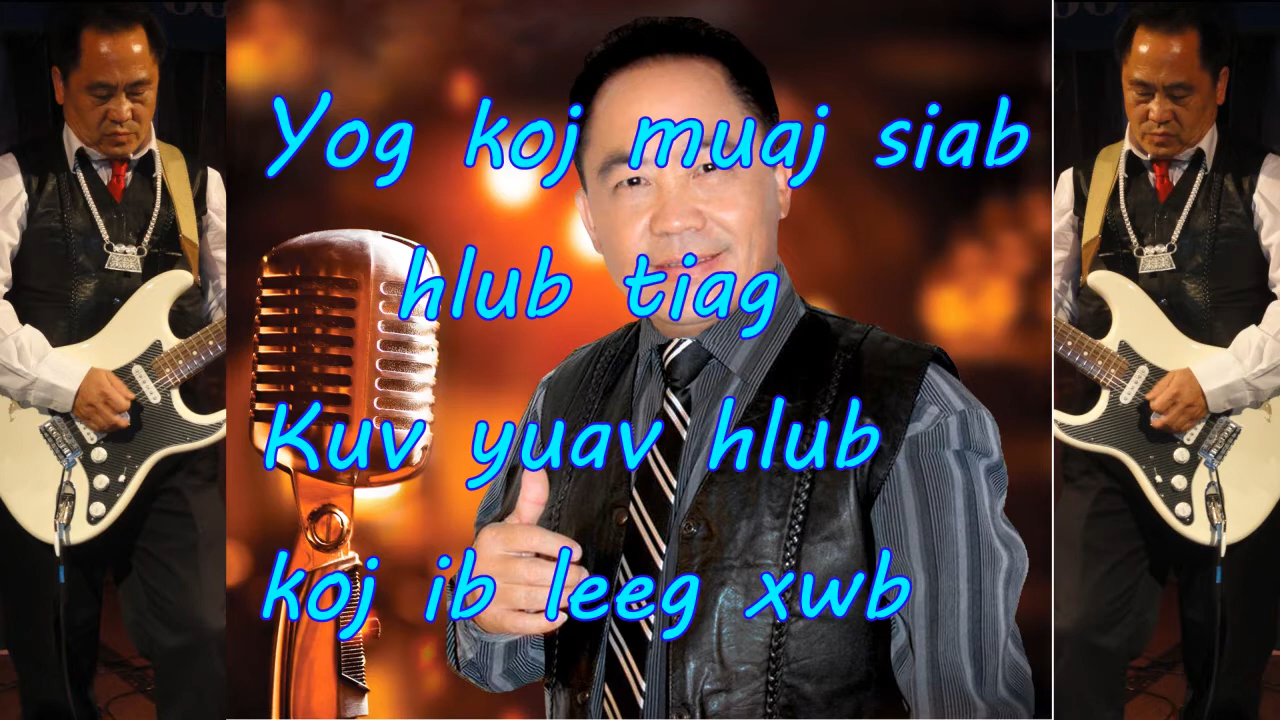 Yog koj muaj siab
hlub tiag
Kuv yuav hlub
koj ib leeg xwb